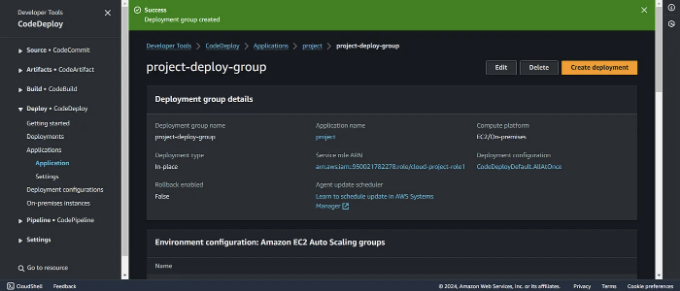 Developer Tools
CodeDeploy
Source • CodeCommit
Artifacts • CodeArtifact
Build • CodeBuild
Deploy • CodeDeploy
Getting started
Deployments
Applications
Application
Settings
Deployment configurations
On-premises instances
Pipeline • CodePipeline
Settings
Go to resource
Success
Deployment group created
Developer Tools > CodeDeploy > Applications > project > project-deploy-group
project-deploy-group
Edit Delete Create deployment
Deployment group details
Deployment group name Application name Compute platform
project-deploy-group project EC2/On-premises
Deployment type Service role ARN Deployment configuration
In-place arn:aws:iam::950021782278:role/cloud-project-role1 CodeDeployDefault.AllAtOnce
Rollback enabled Agent update scheduler
False Learn to schedule update in AWS Systems
Manager
Environment configuration: Amazon EC2 Auto Scaling groups
Name
CloudShell Feedback © 2024, Amazon Web Services, Inc. or its affiliates. Privacy Terms Cookie preferences